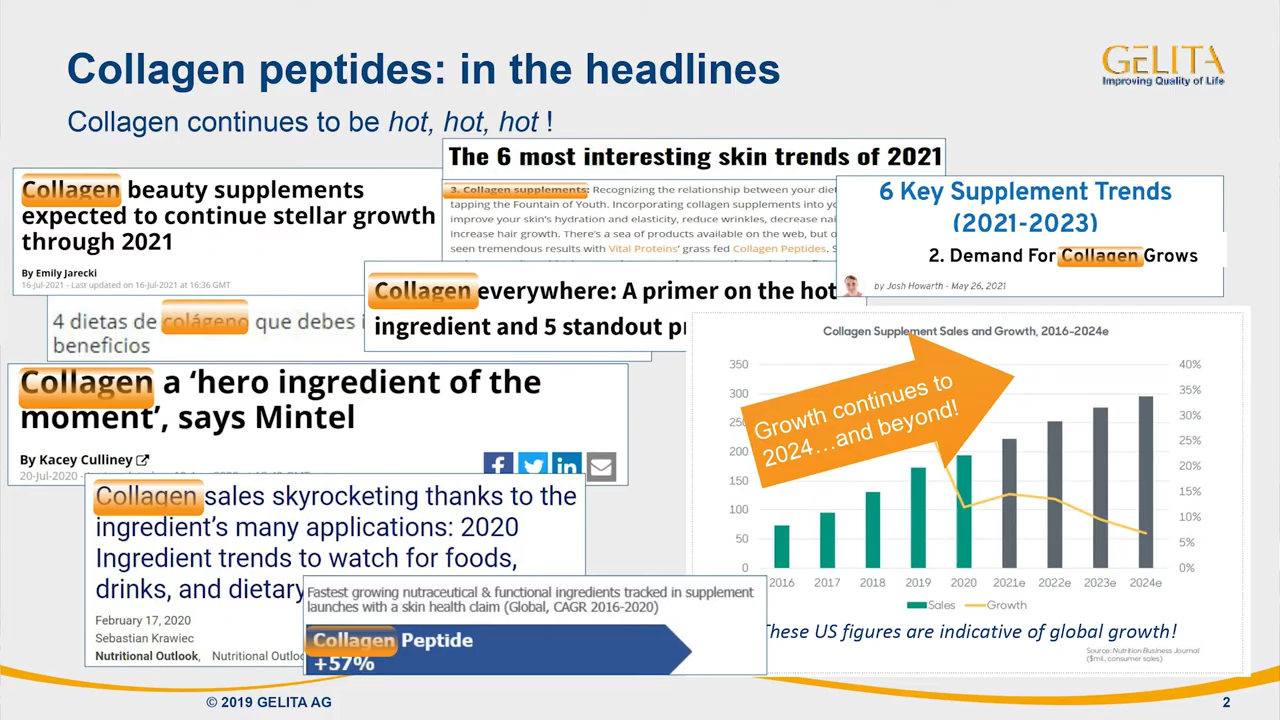 Collagen peptides: in the headlines
GELITA
Improving Quality of Life
Collagen continues to be hot, hot, hot !
The 6 most interesting skin trends of 2021
3. Collagen supplements: Recognizing the relationship between your diet
tapping the Fountain of Youth. Incorporating collagen supplements into yo
improve your skin's hydration and elasticity, reduce wrinkles, decrease nai
increase hair growth. There's a sea of products available on the web, but o
seen tremendous results with Vital Proteins' grass fed Collagen Peptides. S
Collagen beauty supplements
expected to continue stellar growth
through 2021
By Emily Jarecki
16-Jul-2021 - Last updated on 16-Jul-2021 at 16:36 GMT
6 Key Supplement Trends
(2021-2023)
2. Demand For Collagen Grows
by Josh Howarth - May 26, 2021
Collagen everywhere: A primer on the hot
ingredient and 5 standout pr
4 dietas de colágeno que debes i
beneficios
Collagen a ‘hero ingredient of the
moment’, says Mintel
By Kacey Culliney
20-Jul-2020
Collagen sales skyrocketing thanks to the
ingredient's many applications: 2020
Ingredient trends to watch for foods,
drinks, and dietary
February 17, 2020
Sebastian Krawiec
Nutritional Outlook, Nutritional Outloo
Fastest growing nutraceutical & functional ingredients tracked in supplement
launches with a skin health claim (Global, CAGR 2016-2020)
Collagen Peptide
+57%
Collagen Supplement Sales and Growth, 2016-2024e
Growth continues to
2024...and beyond!
350
300
250
200
150
100
50
0
40%
35%
30%
25%
20%
15%
10%
5%
0%
2016 2017 2018 2019 2020 2021e 2022e 2023e 2024e
Sales Growth
These US figures are indicative of global growth!
Source: Nutrition Business Journal
($mil, consumer sales)
© 2019 GELITA AG
2